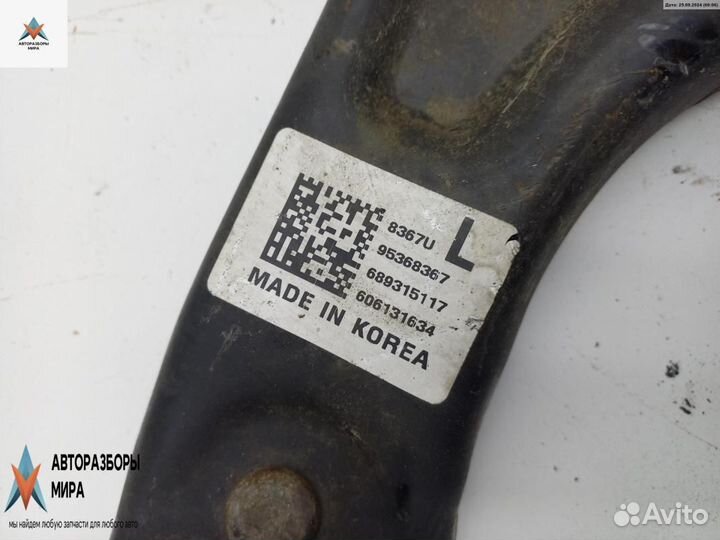 АВТОРАЗБОРЫ
МИРА
Дата: 25.09.2024 (09:06)
8367U
L
95368367
689315117
606131634
MADE IN KOREA
АВТОРАЗБОРЫ
МИРА
мы найдем любую запчасти для любого авто
Avito